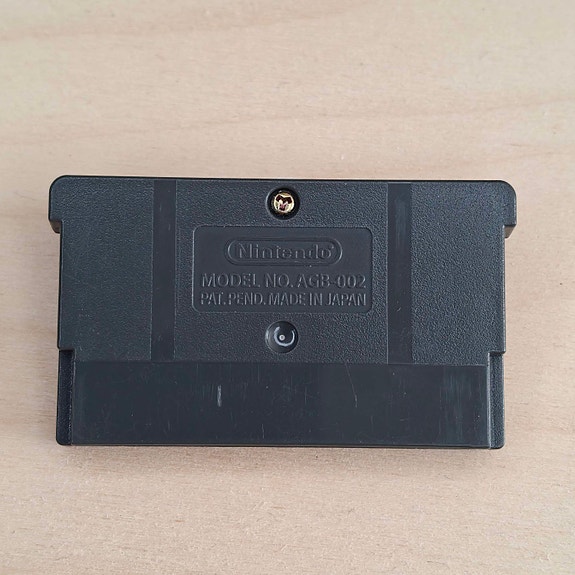 Nintendo
MODEL NO. AGB-002
PAT. PEND. MADE IN JAPAN